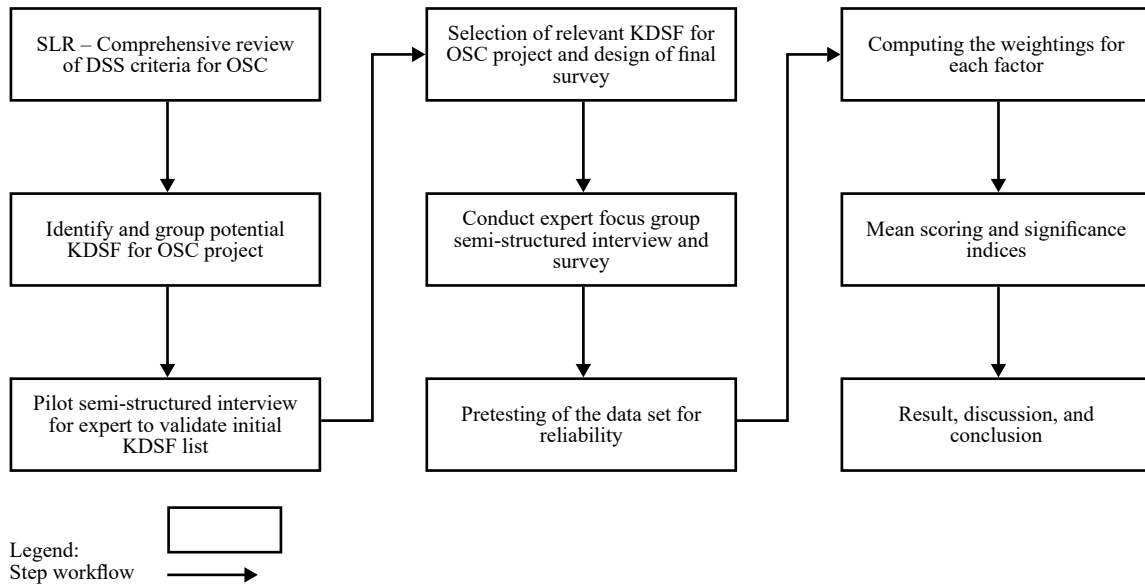 SLR – Comprehensive review
of DSS criteria for OSC
Identify and group potential
KDSF for OSC project
Pilot semi-structured interview
for expert to validate initial
KDSF list
Selection of relevant KDSF for
OSC project and design of final
survey
Conduct expert focus group
semi-structured interview and
survey
Pretesting of the data set for
reliability
Computing the weightings for
each factor
Mean scoring and significance
indices
Result, discussion, and
conclusion
Legend:
Step workflow